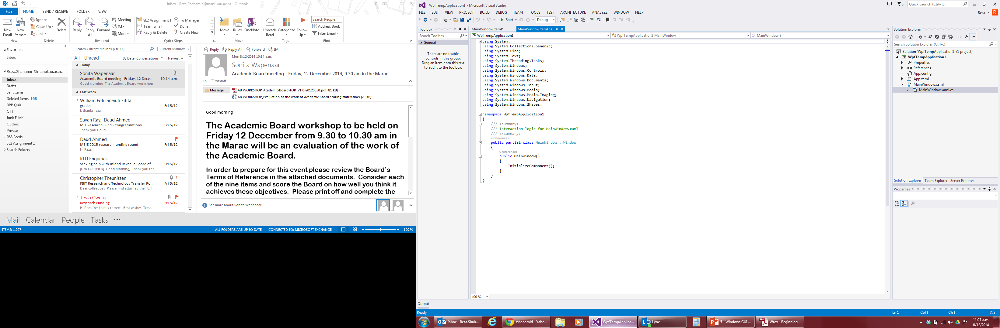 Inbox - Reza.Shahamiri@manukau.ac.nz - Outlook
FILE HOME SEND / RECEIVE FOLDER VIEW
New Email
New Items
New
Ignore
Clean Up
Junk
Delete
Delete
Reply
Reply All
Forward
Meeting
IM
More
Respond
SE2 Assignment 1
Team Email
Reply & Delete
To Manager
Done
Create New
Quick Steps
Move
Rules
OneNote
Move
Unread/ Read
Categorize
Follow Up
Tags
Search People
Address Book
Filter Email
Find
Favorites
Inbox
Reza.Shahamiri@manukau.ac.nz
Inbox
Drafts
Sent Items
Deleted Items 168
BPP Quiz 1
CTT
Junk E-Mail
Outbox
Private
RSS Feeds
SE2 Assignment 1
Search Folders
Search Current Mailbox (Ctrl+E) Current Mailbox
All Unread By Date (Conversations) Newest
Today
Sonita Wapenaar
Academic Board meeting - Friday, 12 Dece... 10:14 a.m.
Good morning The Academic Board workshop
Last Week
William Fotu'aneiufi Fifita
grades Fri 5/12
k thanks reza
Sayan Ray; Daud Ahmed
MIT Research Fund - Congratulations Fri 5/12
Thank you Daud.
Daud Ahmed
MBIE 2015 research funding round Fri 5/12
Hi Reza,
KLU Enquiries
Seeking help with Inland Revenue Board of ... Fri 5/12
[UNCLASSIFIED] Good Morning, Thank you for
Christopher Theunissen
FBIT Research and Technology Transfer Pol... Fri 5/12
Dear colleagues Please find attached the FBIT
Tessa Owens
Research Funding Fri 5/12
Hi Reza Yes that is correct. Best wishes Tessa
Reply Reply All Forward IM
Mon 8/12/2014 10:14 a.m.
Sonita Wapenaar
Academic Board meeting - Friday, 12 December 2014, 9.30 am in the Marae
To MitStaff
Message AB WORKSHOP_Academic-Board-TOR_V1.0-20120830.pdf (81 KB)
AB WORKSHOP_Evaluation of the work of Academic Board scoring matrix.docx (20 KB)
Good morning
The Academic Board workshop to be held on
Friday 12 December from 9.30 to 10.30 am in
the Marae will be an evaluation of the work of
the Academic Board.
In order to prepare for this event please review the Board's
Terms of Reference in the attached documents. Consider each
of the nine items and score the Board on how well you think it
achieves these objectives. Please print off and complete the
See more about Sonita Wapenaar.
Mail Calendar People Tasks ...
ITEMS: 1,027 ALL FOLDERS ARE UP TO DATE. CONNECTED TO: MICROSOFT EXCHANGE 100 %
WpfTempApplication1 - Microsoft Visual Studio 5 Quick Launch (Ctrl+Q)
FILE EDIT VIEW PROJECT BUILD DEBUG TEAM TOOLS TEST ARCHITECTURE ANALYZE WINDOW HELP Reza R
Start Debug
Toolbox
Search Toolbox
General
There are no usable
controls in this group.
Drag an item onto this text
to add it to the toolbox.
MainWindow.xaml* MainWindow.xaml.cs
WpfTempApplication1 WpfTempApplication1.MainWindow MainWindow()
using System;
using System.Collections.Generic;
using System.Linq;
using System.Text;
using System.Threading.Tasks;
using System.Windows;
using System.Windows.Controls;
using System.Windows.Data;
using System.Windows.Documents;
using System.Windows.Input;
using System.Windows.Media;
using System.Windows.Media.Imaging;
using System.Windows.Navigation;
using System.Windows.Shapes;
namespace WpfTempApplication1
{
/// <summary>
/// Interaction logic for MainWindow.xaml
/// </summary>
2 references
public partial class MainWindow : Window
{
0 references
public MainWindow()
{
InitializeComponent();
}
}
}
100 %
Output
Solution Explorer
Search Solution Explorer (Ctrl+;)
Solution 'WpfTempApplication1' (1 project)
WpfTempApplication1
Properties
References
App.config
App.xaml
MainWindow.xaml
MainWindow.xaml.cs
Solution Explorer Team Explorer Server Explorer
Properties
Ready Ln 1 Col 1 Ch 1 INS
Inbox - Reza.Shah... rshahamiri - Yaho... WpfTempApplica... Lync 5 - Windows GUI ... Wrox - Beginning ... 11:27 a.m.
8/12/2014